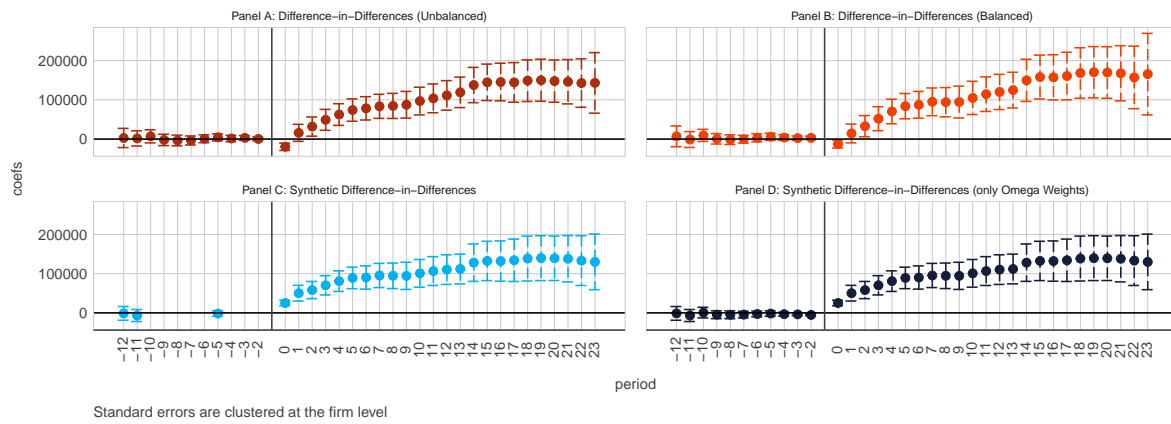 Panel A: Difference−in−Differences (Unbalanced)
Panel B: Difference−in−Differences (Balanced)
200000
100000
0
coefs
Panel C: Synthetic Difference−in−Differences
Panel D: Synthetic Difference−in−Differences (only Omega Weights)
200000
100000
0
−12 −11 −10 −9 −8 −7 −6 −5 −4 −3 −2 0 1 2 3 4 5 6 7 8 9 10 11 12 13 14 15 16 17 18 19 20 21 22 23
−12 −11 −10 −9 −8 −7 −6 −5 −4 −3 −2 0 1 2 3 4 5 6 7 8 9 10 11 12 13 14 15 16 17 18 19 20 21 22 23
period
Standard errors are clustered at the firm level